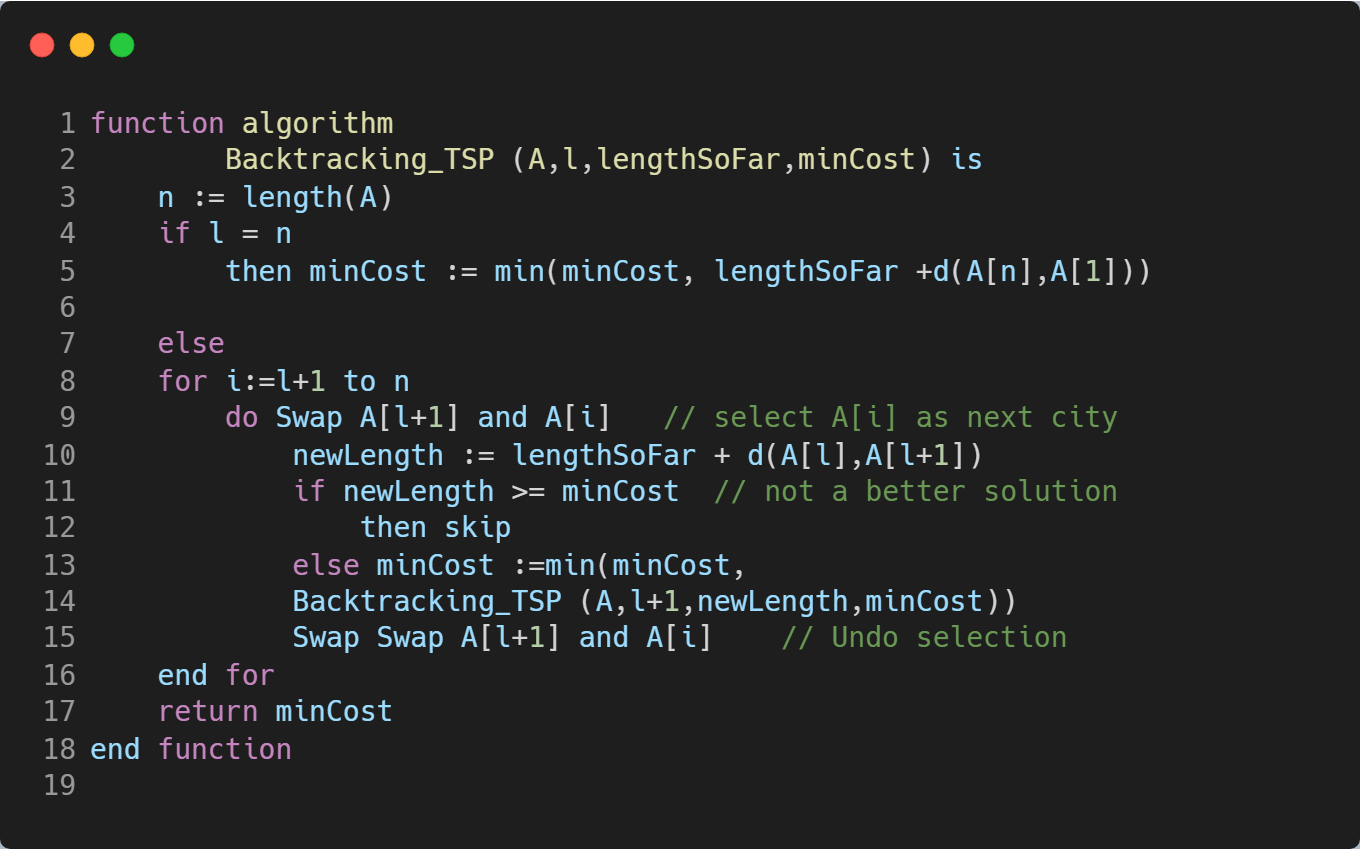 1 function algorithm
2         Backtracking_TSP (A,l,lengthSoFar,minCost) is
3     n := length(A)
4     if l = n
5         then minCost := min(minCost, lengthSoFar +d(A[n],A[1]))
6
7     else
8     for i:=l+1 to n
9         do Swap A[l+1] and A[i]   // select A[i] as next city
10             newLength := lengthSoFar + d(A[l],A[l+1])
11             if newLength >= minCost  // not a better solution
12                 then skip
13             else minCost :=min(minCost,
14             Backtracking_TSP (A,l+1,newLength,minCost))
15             Swap Swap A[l+1] and A[i]    // Undo selection
16     end for
17     return minCost
18 end function
19